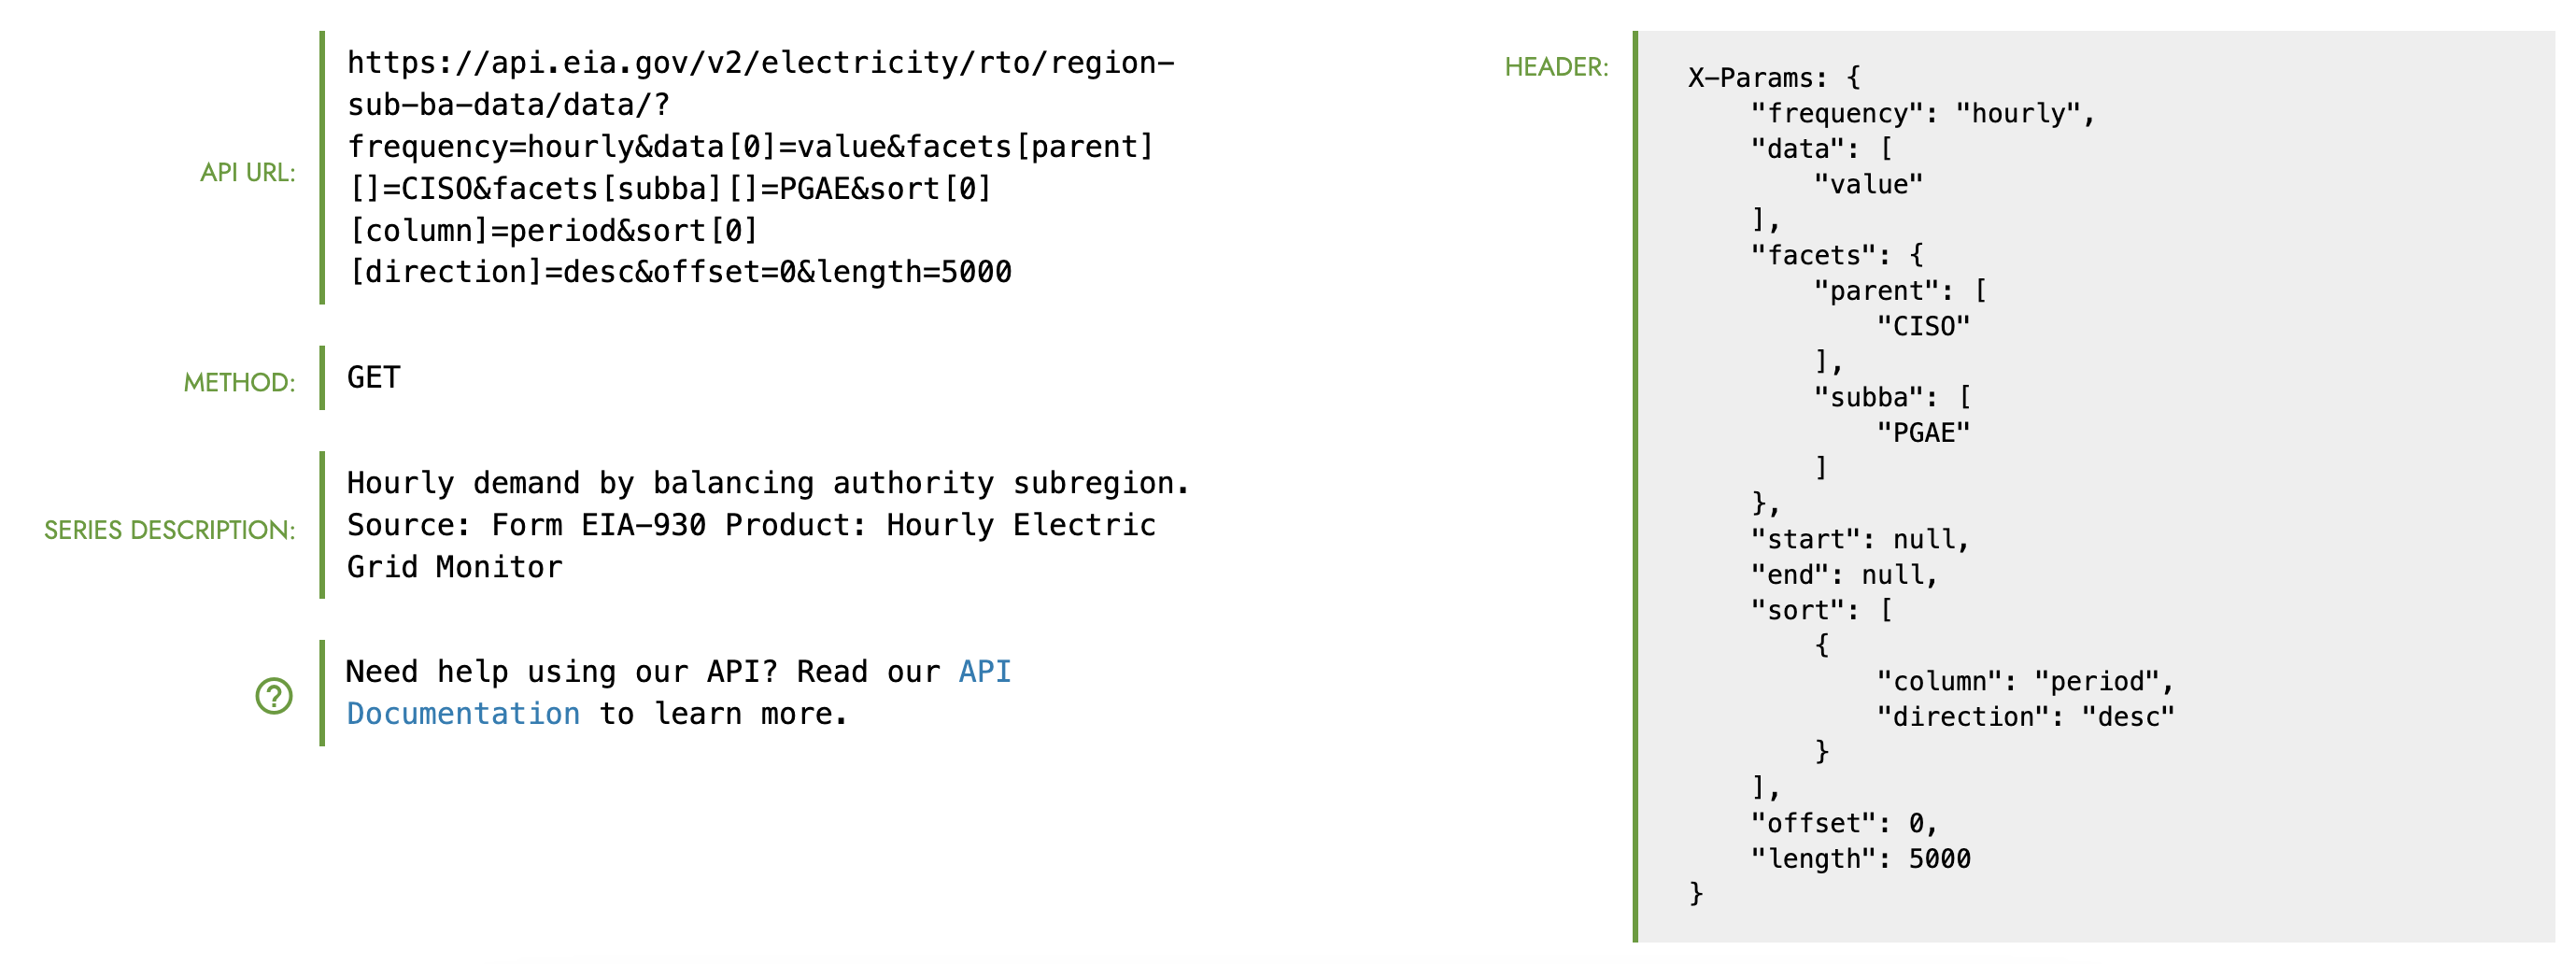 API URL:
https://api.eia.gov/v2/electricity/rto/region-
sub-ba-data/data/?
frequency=hourly&data[0]=value&facets[parent]
[]=CISO&facets[subba][]=PGAE&sort[0]
[column]=period&sort[0]
[direction]=desc&offset=0&length=5000
METHOD:
GET
SERIES DESCRIPTION:
Hourly demand by balancing authority subregion.
Source: Form EIA-930 Product: Hourly Electric
Grid Monitor
?
Need help using our API? Read our API
Documentation to learn more.
HEADER:
X-Params: {
    "frequency": "hourly",
    "data": [
        "value"
    ],
    "facets": {
        "parent": [
            "CISO"
        ],
        "subba": [
            "PGAE"
        ]
    },
    "start": null,
    "end": null,
    "sort": [
        {
            "column": "period",
            "direction": "desc"
        }
    ],
    "offset": 0,
    "length": 5000
}